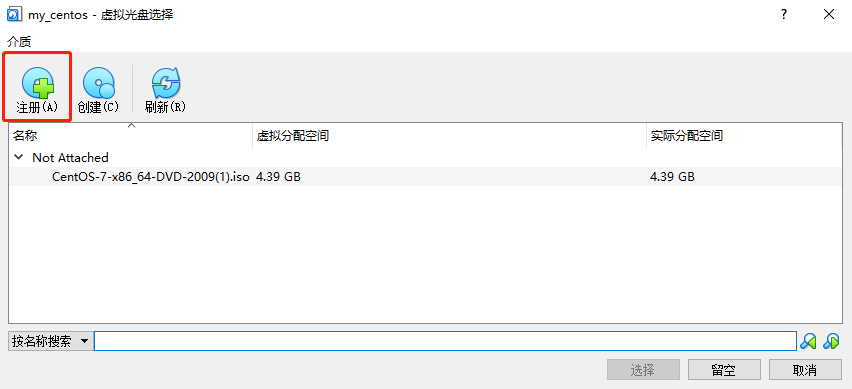 my_centos - 虚拟光盘选择
介质
注册(A) 创建(C) 刷新(R)
名称 虚拟分配空间 实际分配空间
Not Attached
CentOS-7-x86_64-DVD-2009(1).iso 4.39 GB 4.39 GB
按名称搜索
选择 留空 取消